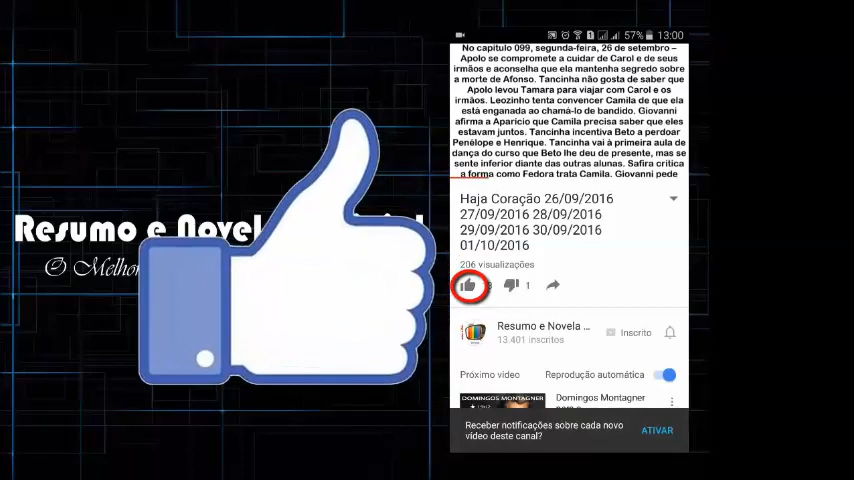 Resumo e Novel
O Melhor
57% 13:00
No capítulo 099, segunda-feira, 26 de setembro –
Apolo se compromete a cuidar de Carol e de seus
irmãos e aconselha que ela mantenha segredo sobre
a morte de Afonso. Tancinha não gosta de saber que
Apolo levou Tamara para viajar com Carol e os
irmãos. Leozinho tenta convencer Camila de que ela
está enganada ao chamá-lo de bandido. Giovanni
afirma a Aparício que Camila precisa saber que eles
estavam juntos. Tancinha incentiva Beto a perdoar
Penélope e Henrique. Tancinha vai à primeira aula de
dança do curso que Beto lhe deu de presente, mas se
sente inferior diante das outras alunas. Safira critica
a forma como Fedora trata Camila. Giovanni pede
Haja Coração 26/09/2016
27/09/2016 28/09/2016
29/09/2016 30/09/2016
01/10/2016
206 visualizações
1
Resumo e Novela ...
Inscrito
13.401 inscritos
Próximo vídeo
Reprodução automática
DOMINGOS MONTAGNER
Domingos Montagner
Receber notificações sobre cada novo
vídeo deste canal?
ATIVAR